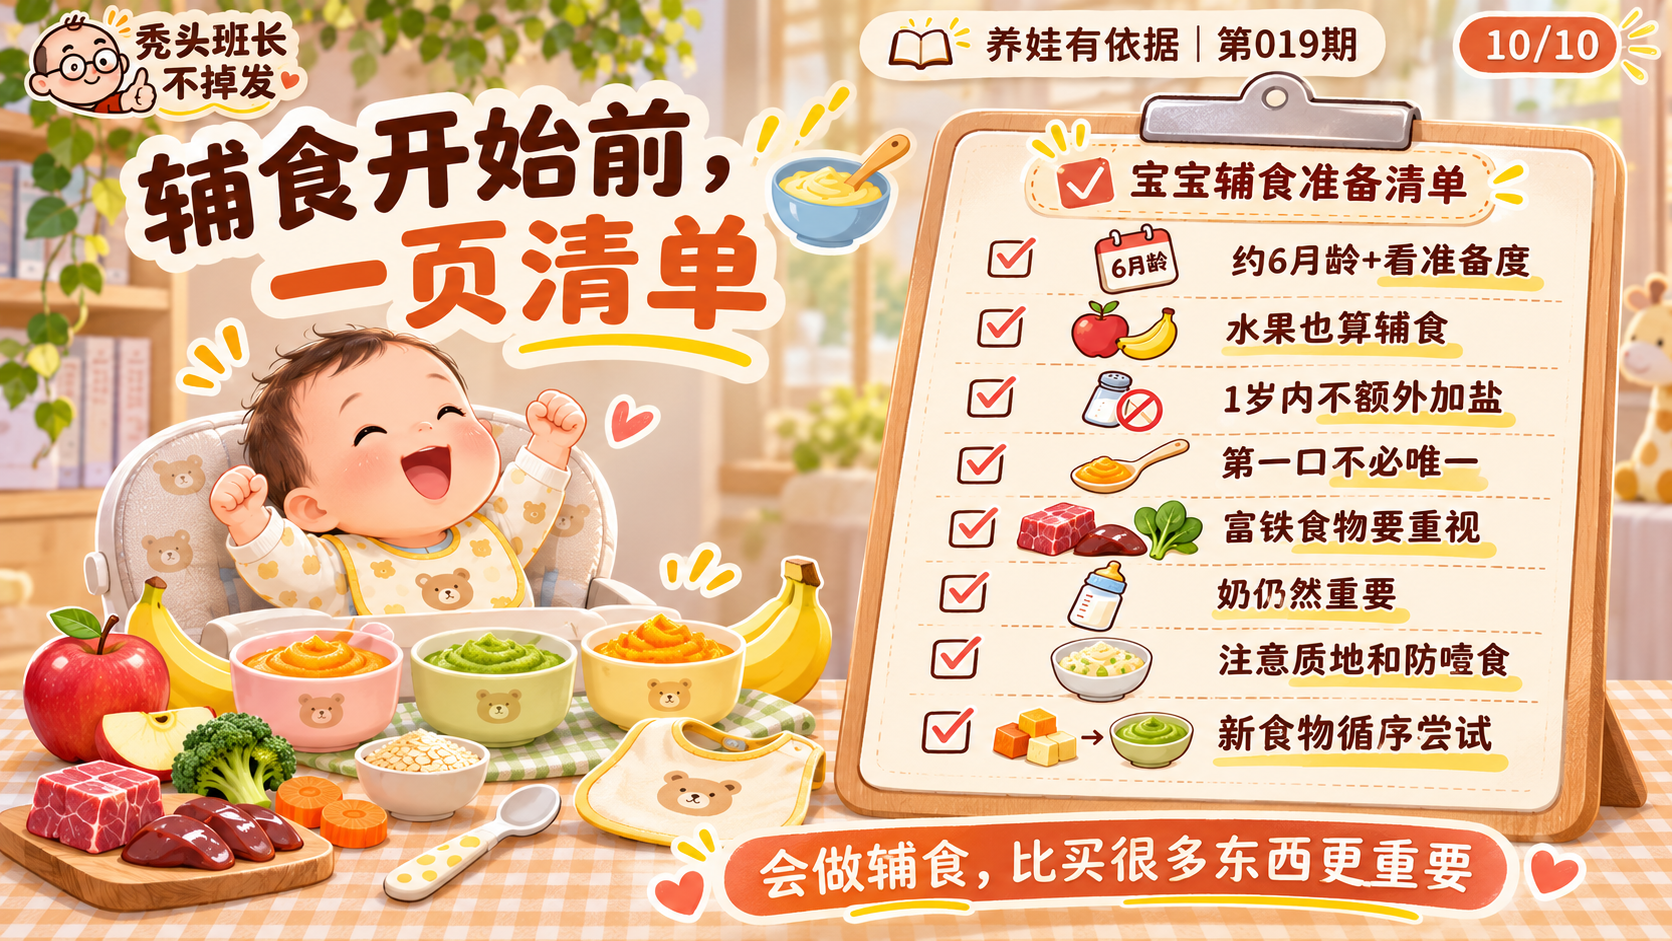 秃头班长
不掉发
养娃有依据｜第019期
10/10
辅食开始前，
一页清单
宝宝辅食准备清单
6月龄
约6月龄+看准备度
水果也算辅食
1岁内不额外加盐
第一口不必唯一
富铁食物要重视
奶仍然重要
注意质地和防噎食
新食物循序尝试
会做辅食，比买很多东西更重要